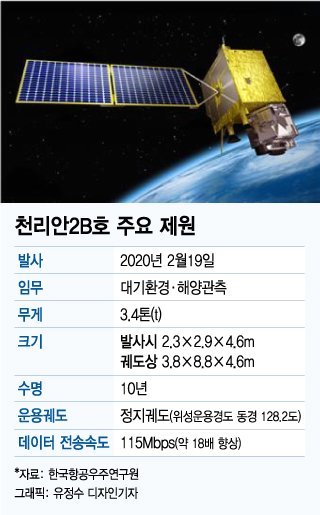 천리안2B호 주요 제원
발사 2020년 2월19일
임무 대기환경·해양관측
무게 3.4톤(t)
크기 발사시 2.3×2.9×4.6m
궤도상 3.8×8.8×4.6m
수명 10년
운용궤도 정지궤도(위성운용경도 동경 128.2도)
데이터 전송속도 115Mbps(약 18배 향상)
*자료: 한국항공우주연구원
그래픽: 유정수 디자인기자